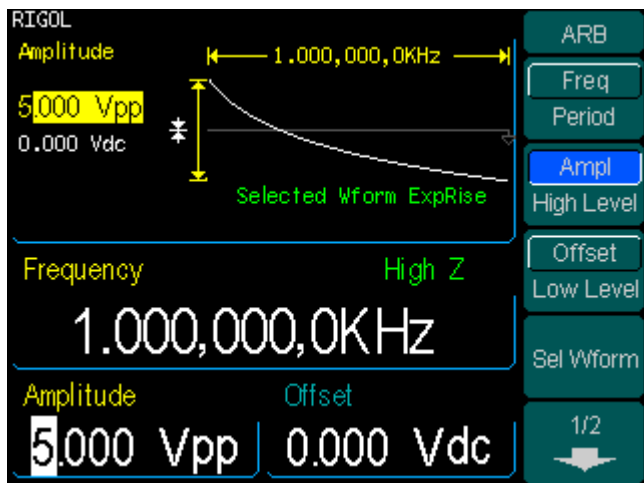 RIGOL
Amplitude
1.000,000,0KHz
5.000 Vpp
0.000 Vdc
Selected Wform ExpRise
Frequency
High Z
1.000,000,0KHz
Amplitude
Offset
5.000 Vpp
0.000 Vdc
ARB
Freq
Period
Ampl
High Level
Offset
Low Level
Sel Wform
1/2